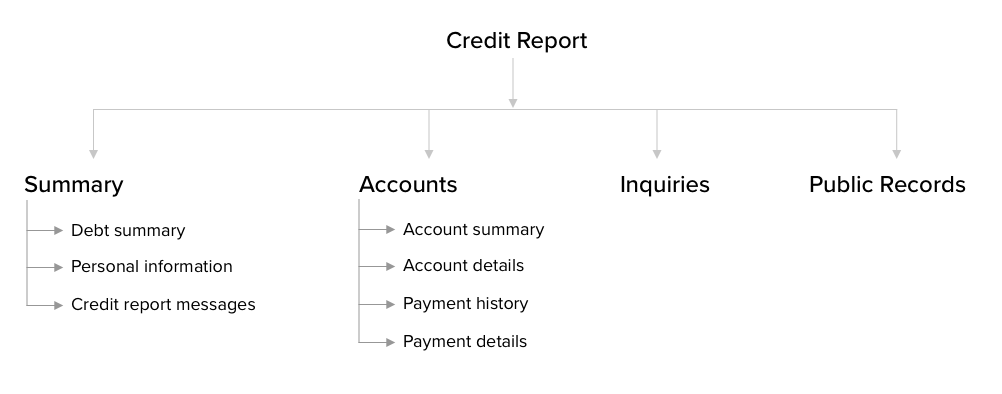 Credit Report
Summary
Debt summary
Personal information
Credit report messages
Accounts
Account summary
Account details
Payment history
Payment details
Inquiries
Public Records